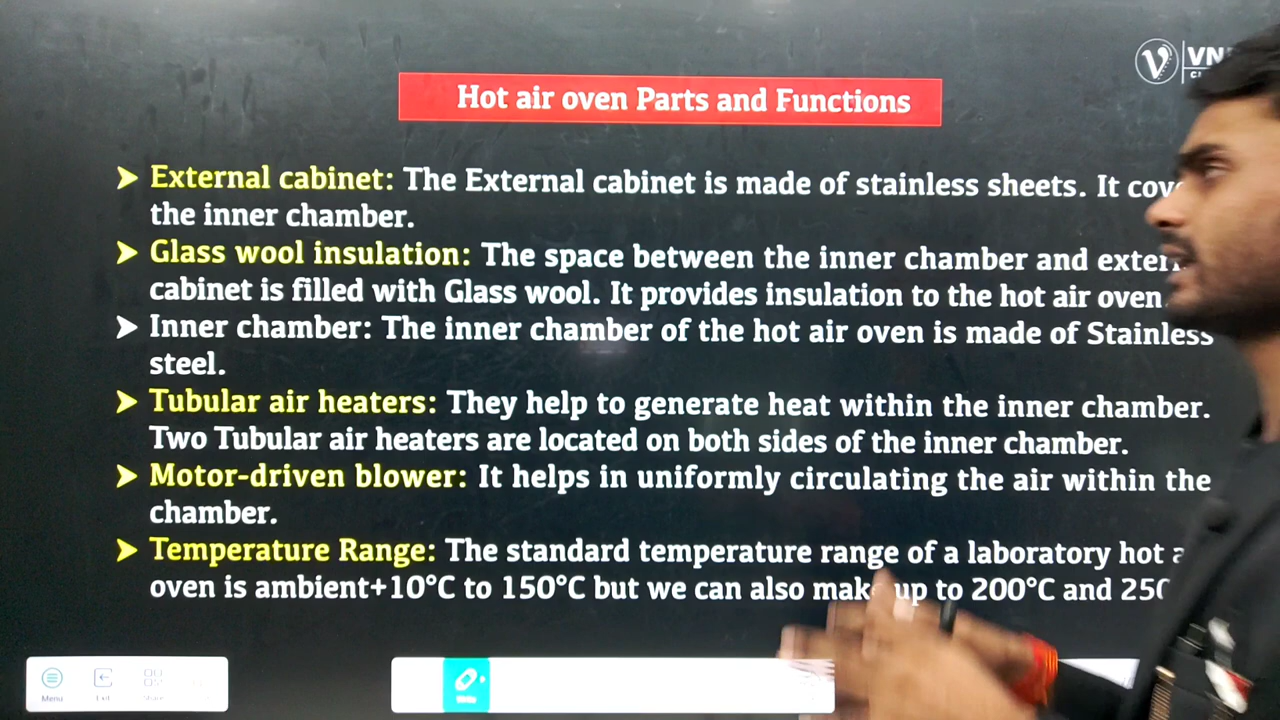 VN
Hot air oven Parts and Functions
➤ External cabinet: The External cabinet is made of stainless sheets. It
the inner chamber.
➤ Glass wool insulation: The space between the inner chamber and
cabinet is filled with Glass wool. It provides insulation to the hot air oven
➤ Inner chamber: The inner chamber of the hot air oven is made of Stainless
steel.
➤ Tubular air heaters: They help to generate heat within the inner chamber.
Two Tubular air heaters are located on both sides of the inner chamber.
➤ Motor-driven blower: It helps in uniformly circulating the air within the
chamber.
➤ Temperature Range: The standard temperature range of a laboratory hot
oven is ambient+10°C to 150°C but we can also make up to 200°C and
Menu Exit Share
Write